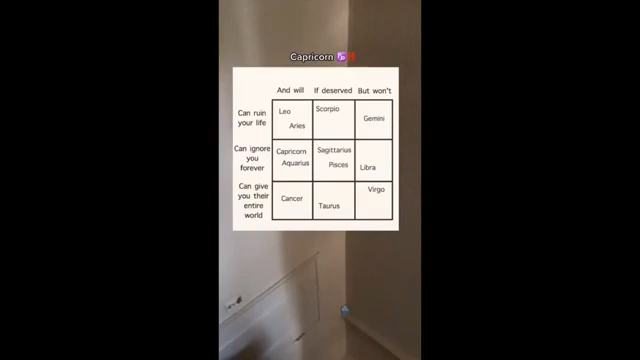 Capricorn ♑‼️
And will If deserved But won't
Can ruin
your life
Leo
Aries
Scorpio
Gemini
Can ignore
you
forever
Capricorn
Aquarius
Sagittarius
Pisces
Libra
Can give
you their
entire
world
Cancer
Taurus
Virgo